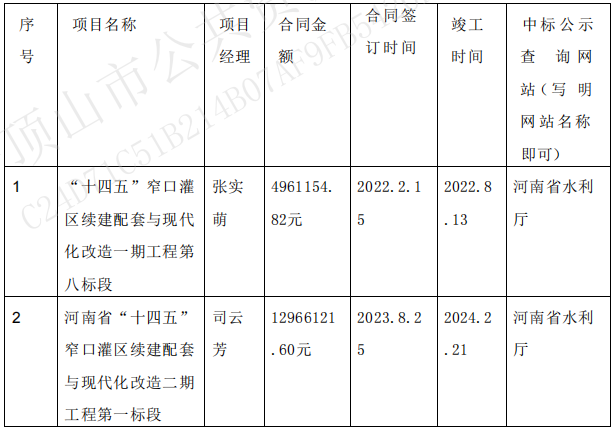 序号
项目名称
项目经理
合同金额
合同签订时间
竣工时间
中标公示查询网站（写明网站名称即可）
1
“十四五”窄口灌
区续建配套与现代
化改造一期工程第
八标段
张实
萌
4961154.
82元
2022.2.1
5
2022.8
.13
河南省水利
厅
2
河南省“十四五”
窄口灌区续建配套
与现代化改造二期
工程第一标段
司云
芳
12966121
.60元
2023.8.2
5
2024.2
.21
河南省水利
厅
顶山市公共资